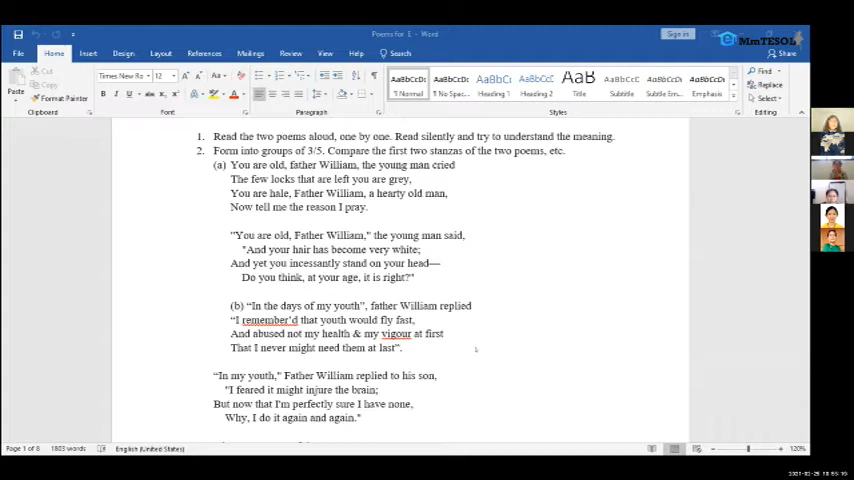 Poems for E - Word
Sign in
MmTESOL
File Home Insert Design Layout References Mailings Review View Help Search
Share
Cut
Copy
Paste
Format Painter
Clipboard
Times New Ro 12
B I U
Font
Paragraph
AaBbCcDc AaBbCcDc AaBbCc AaBbCcC AaB AaBbCcC AaBbCcDc AaBbCcDc
¶ Normal ¶ No Spac... Heading 1 Heading 2 Title Subtitle Subtle Em... Emphasis
Styles
Find
Replace
Select
Editing
1. Read the two poems aloud, one by one. Read silently and try to understand the meaning.
2. Form into groups of 3/5. Compare the first two stanzas of the two poems, etc.
(a) You are old, father William, the young man cried
The few locks that are left you are grey,
You are hale, Father William, a hearty old man,
Now tell me the reason I pray.
"You are old, Father William," the young man said,
"And your hair has become very white;
And yet you incessantly stand on your head—
Do you think, at your age, it is right?"
(b) “In the days of my youth”, father William replied
“I remember’d that youth would fly fast,
And abused not my health & my vigour at first
That I never might need them at last”.
“In my youth," Father William replied to his son,
"I feared it might injure the brain;
But now that I'm perfectly sure I have none,
Why, I do it again and again."
Page 1 of 8 1803 words English (United States) 120%